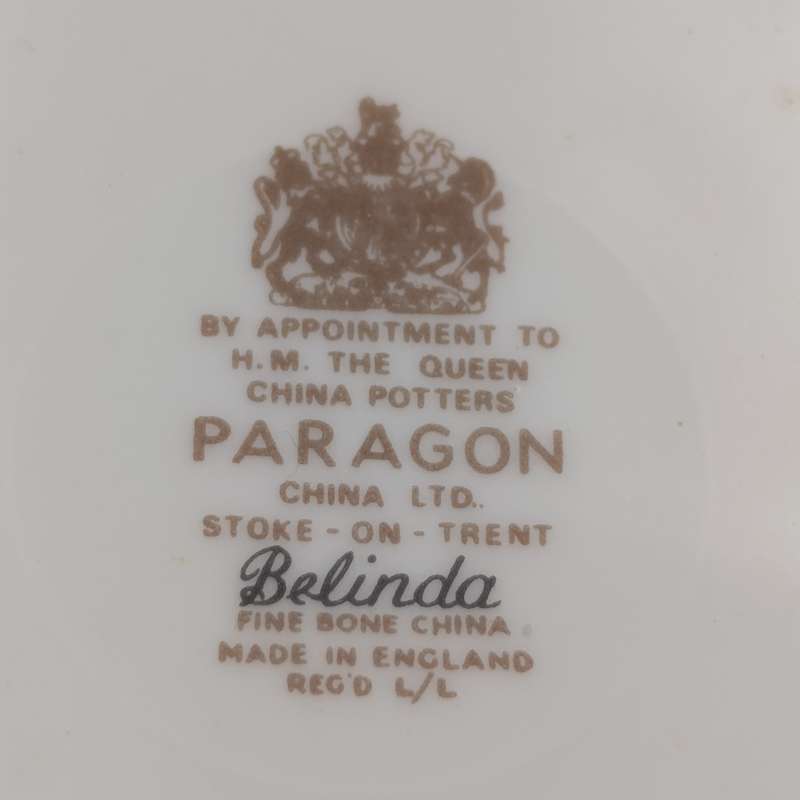 BY APPOINTMENT TO
H.M. THE QUEEN
CHINA POTTERS
PARAGON
CHINA LTD.
STOKE - ON - TRENT
Belinda
FINE BONE CHINA
MADE IN ENGLAND
REG'D L/L